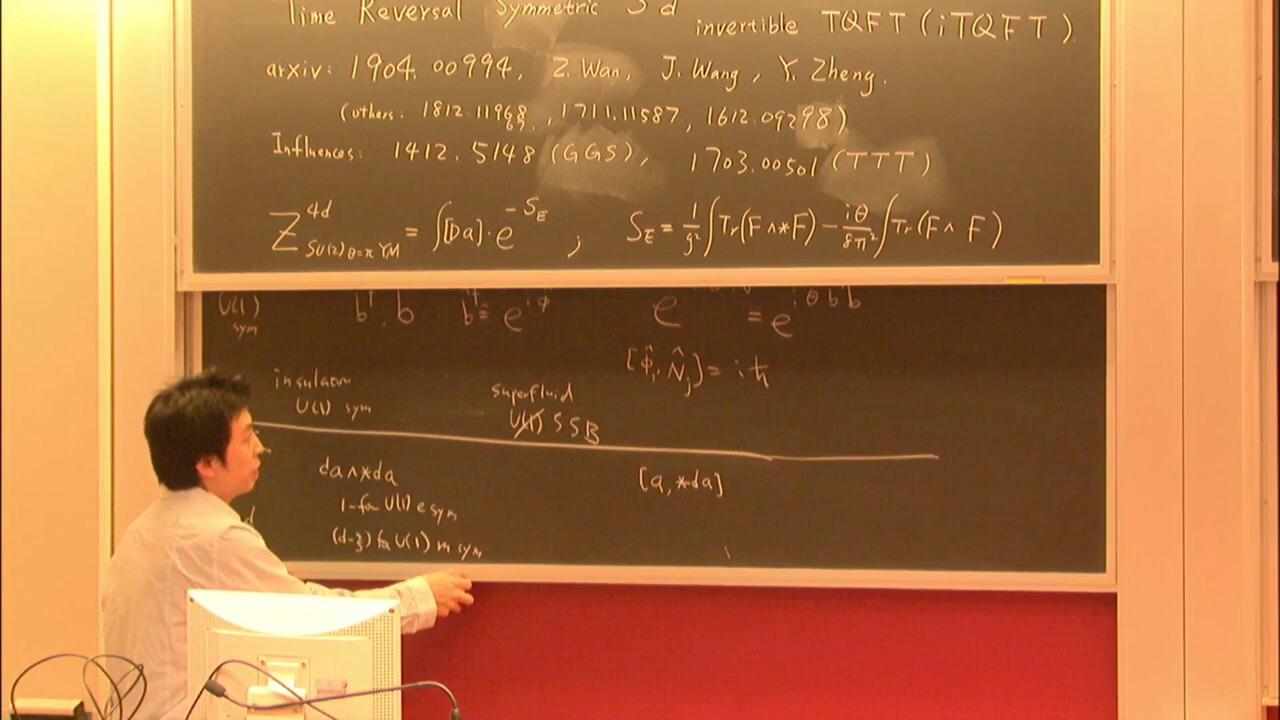 Time Reversal Symmetric 5d invertible TQFT (iTQFT).
arxiv: 1904.00994, Z. Wan, J. Wang, Y. Zheng.
(others: 1812.11968, 1711.11587, 1612.09298)
67.
Influences: 1412.5148 (GGS), 1703.00501 (TTT)
Z^{4d}_{SU(2)_{θ=π} YM} = ∫[Da]·e^{-S_E} ; S_E = 1/g² ∫Tr(F∧*F) - iθ/8π² ∫Tr(F∧F)
U(1) sym b†, b b† = e^{iφ} e = e^{iθ b†b}
[Φ̂_i, N̂_j] = iħ
insulator superfluid
U(1) sym U(1) SSB
da∧*da [a, *da]
1-form U(1) e sym
(d-3) form U(1) m sym